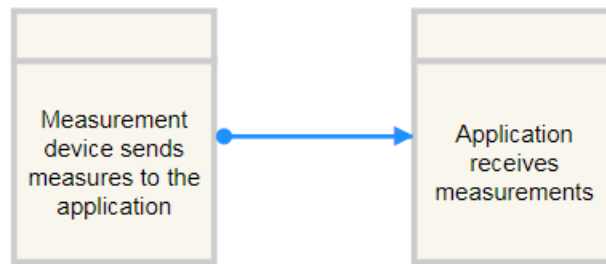 Measurement
device sends
measures to the
application
Application
receives
measurements